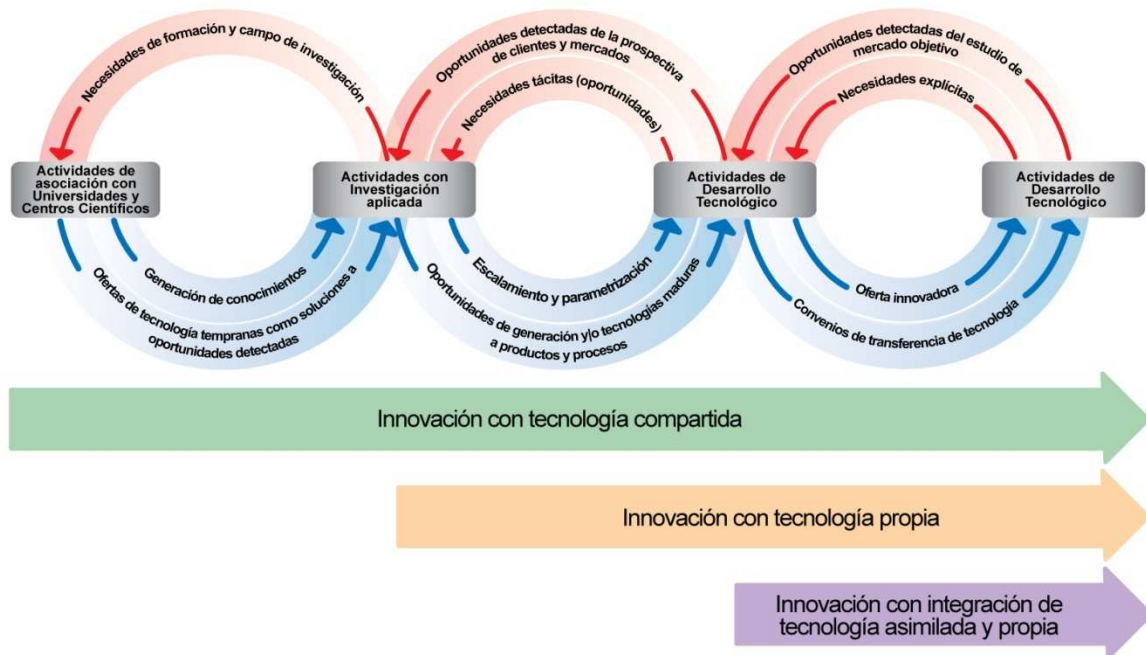 Necesidades de formación y campo de investigación
Oportunidades detectadas de la prospectiva
de clientes y mercados
Necesidades tácitas (oportunidades)
Oportunidades detectadas del estudio de
mercado objetivo
Necesidades explícitas
Actividades de
asociación con
Universidades y
Centros Científicos
Actividades con
Investigación
aplicada
Actividades de
Desarrollo
Tecnológico
Actividades de
Desarrollo
Tecnológico
Generación de conocimientos
Ofertas de tecnología tempranas como soluciones a
oportunidades detectadas
Escalamiento y parametrización
Oportunidades de generación y|o tecnologías maduras
a productos y procesos
Oferta innovadora
Convenios de transferencia de tecnología
Innovación con tecnología compartida
Innovación con tecnología propia
Innovación con integración de
tecnología asimilada y propia